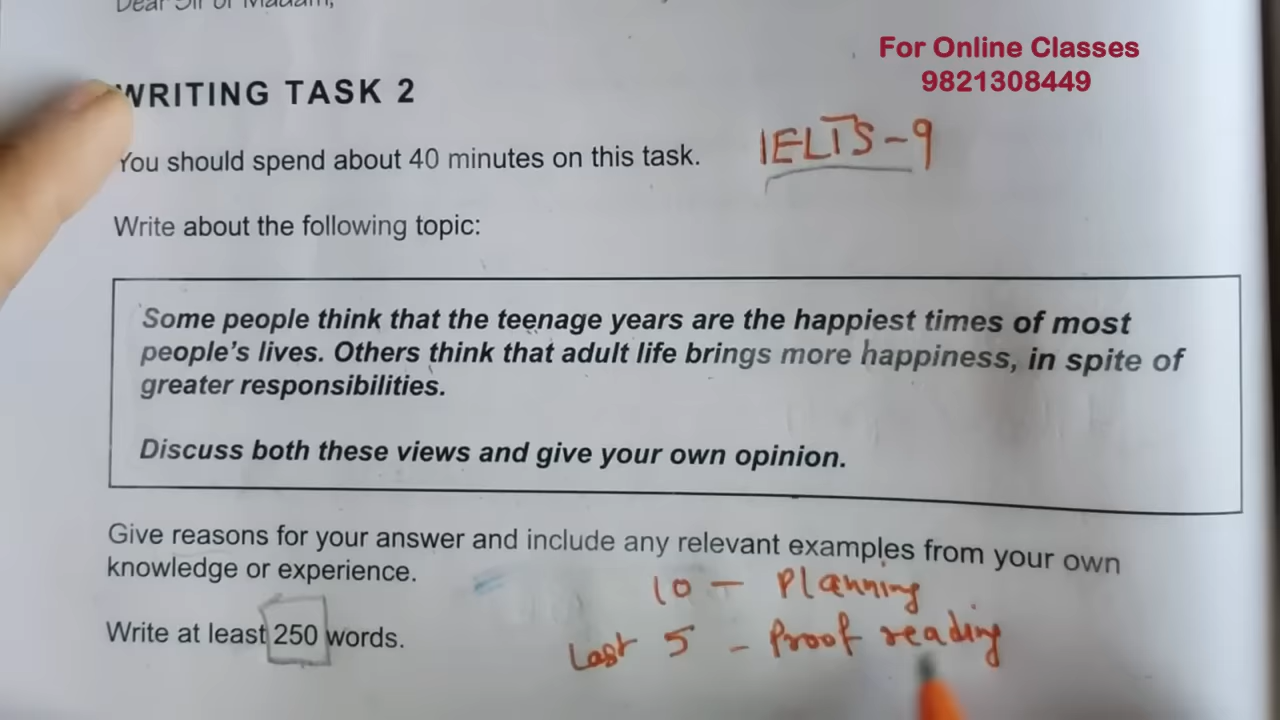 Dear Sir or Madam,
For Online Classes
9821308449
WRITING TASK 2
You should spend about 40 minutes on this task.
IELTS-9
Write about the following topic:
Some people think that the teenage years are the happiest times of most
people's lives. Others think that adult life brings more happiness, in spite of
greater responsibilities.
Discuss both these views and give your own opinion.
Give reasons for your answer and include any relevant examples from your own
knowledge or experience.
10 - Planning
Write at least 250 words.
Last 5 - Proof reading